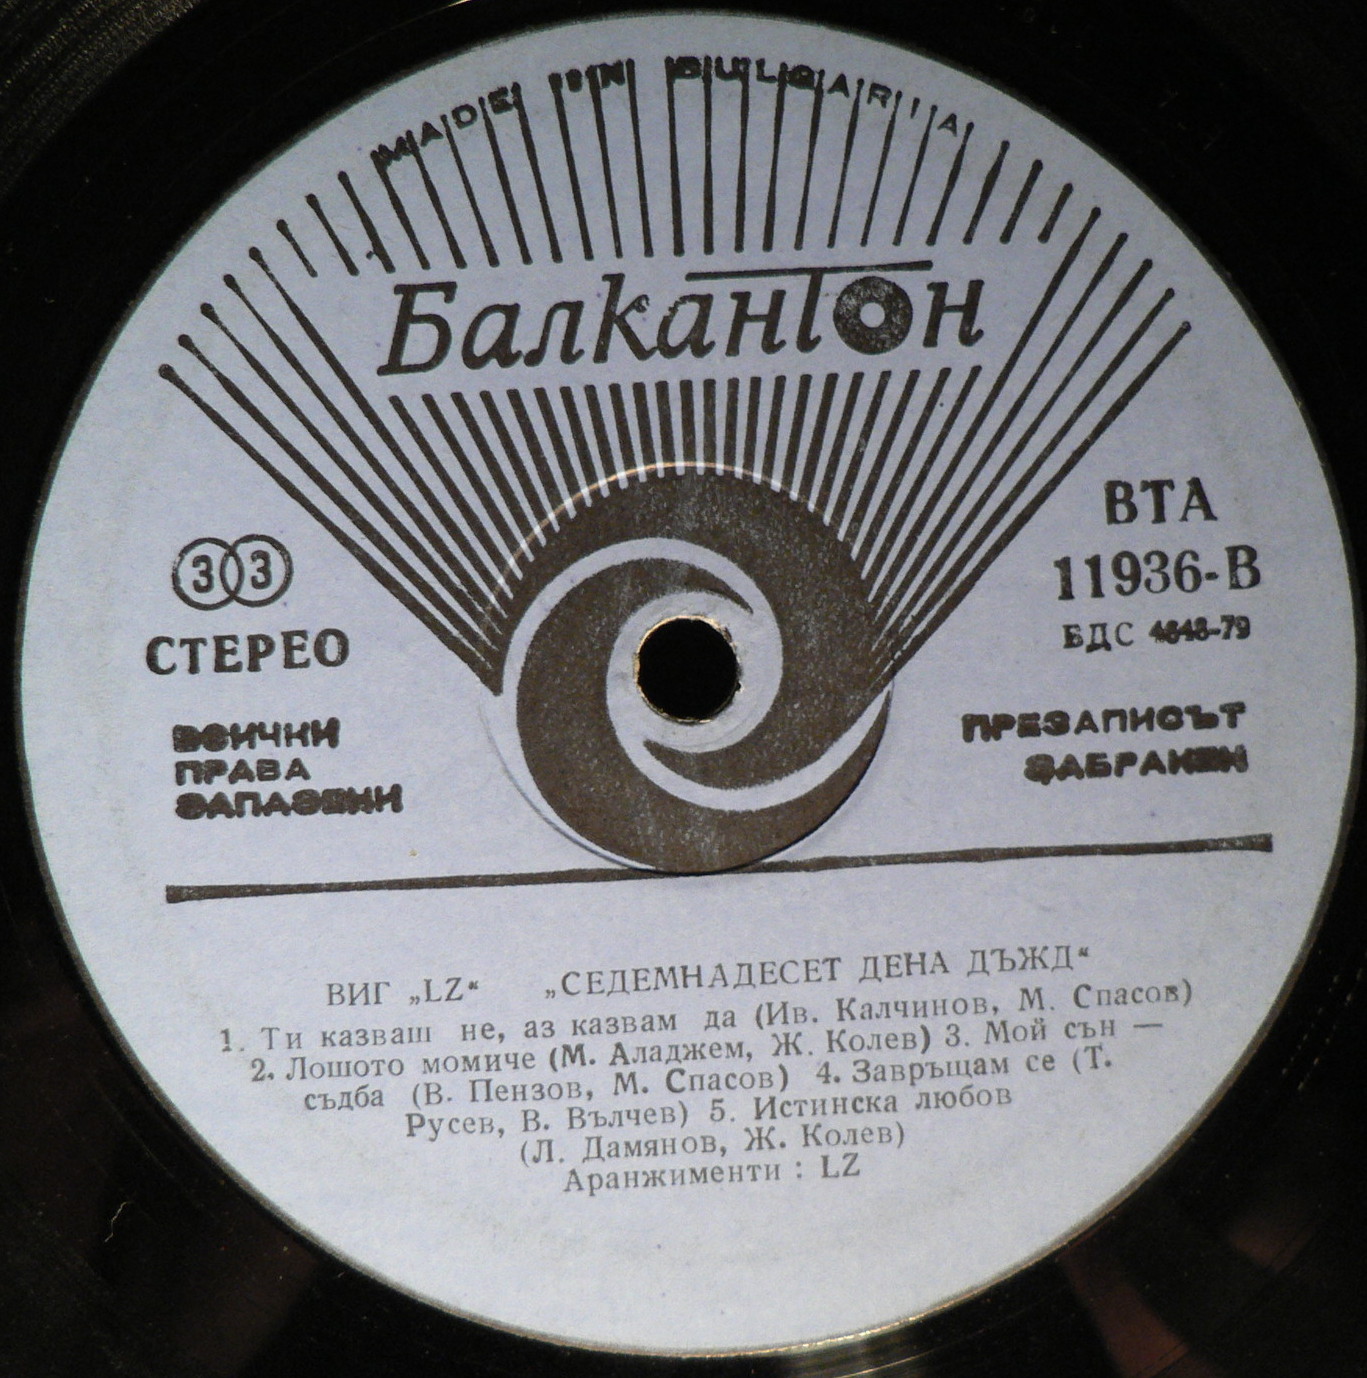 MADE IN BULGARIA
Балкантон
33
СТЕРЕО
ВСИЧКИ
ПРАВА
ЗАПАЗЕНИ
ВТА
11936-В
БДС 4648-79
ПРЕЗАПИСЪТ
ЗАБРАНЕН
ВИГ „LZ“ „СЕДЕМНАДЕСЕТ ДЕНА ДЪЖД“
1. Ти казваш не, аз казвам да (Ив. Калчинов, М. Спасов)
2. Лошото момиче (М. Аладжем, Ж. Колев) 3. Мой сън —
съдба (В. Пензов, М. Спасов) 4. Завръщам се (Т.
Русев, В. Вълчев) 5. Истинска любов
(Л. Дамянов, Ж. Колев)
Аранжименти : LZ